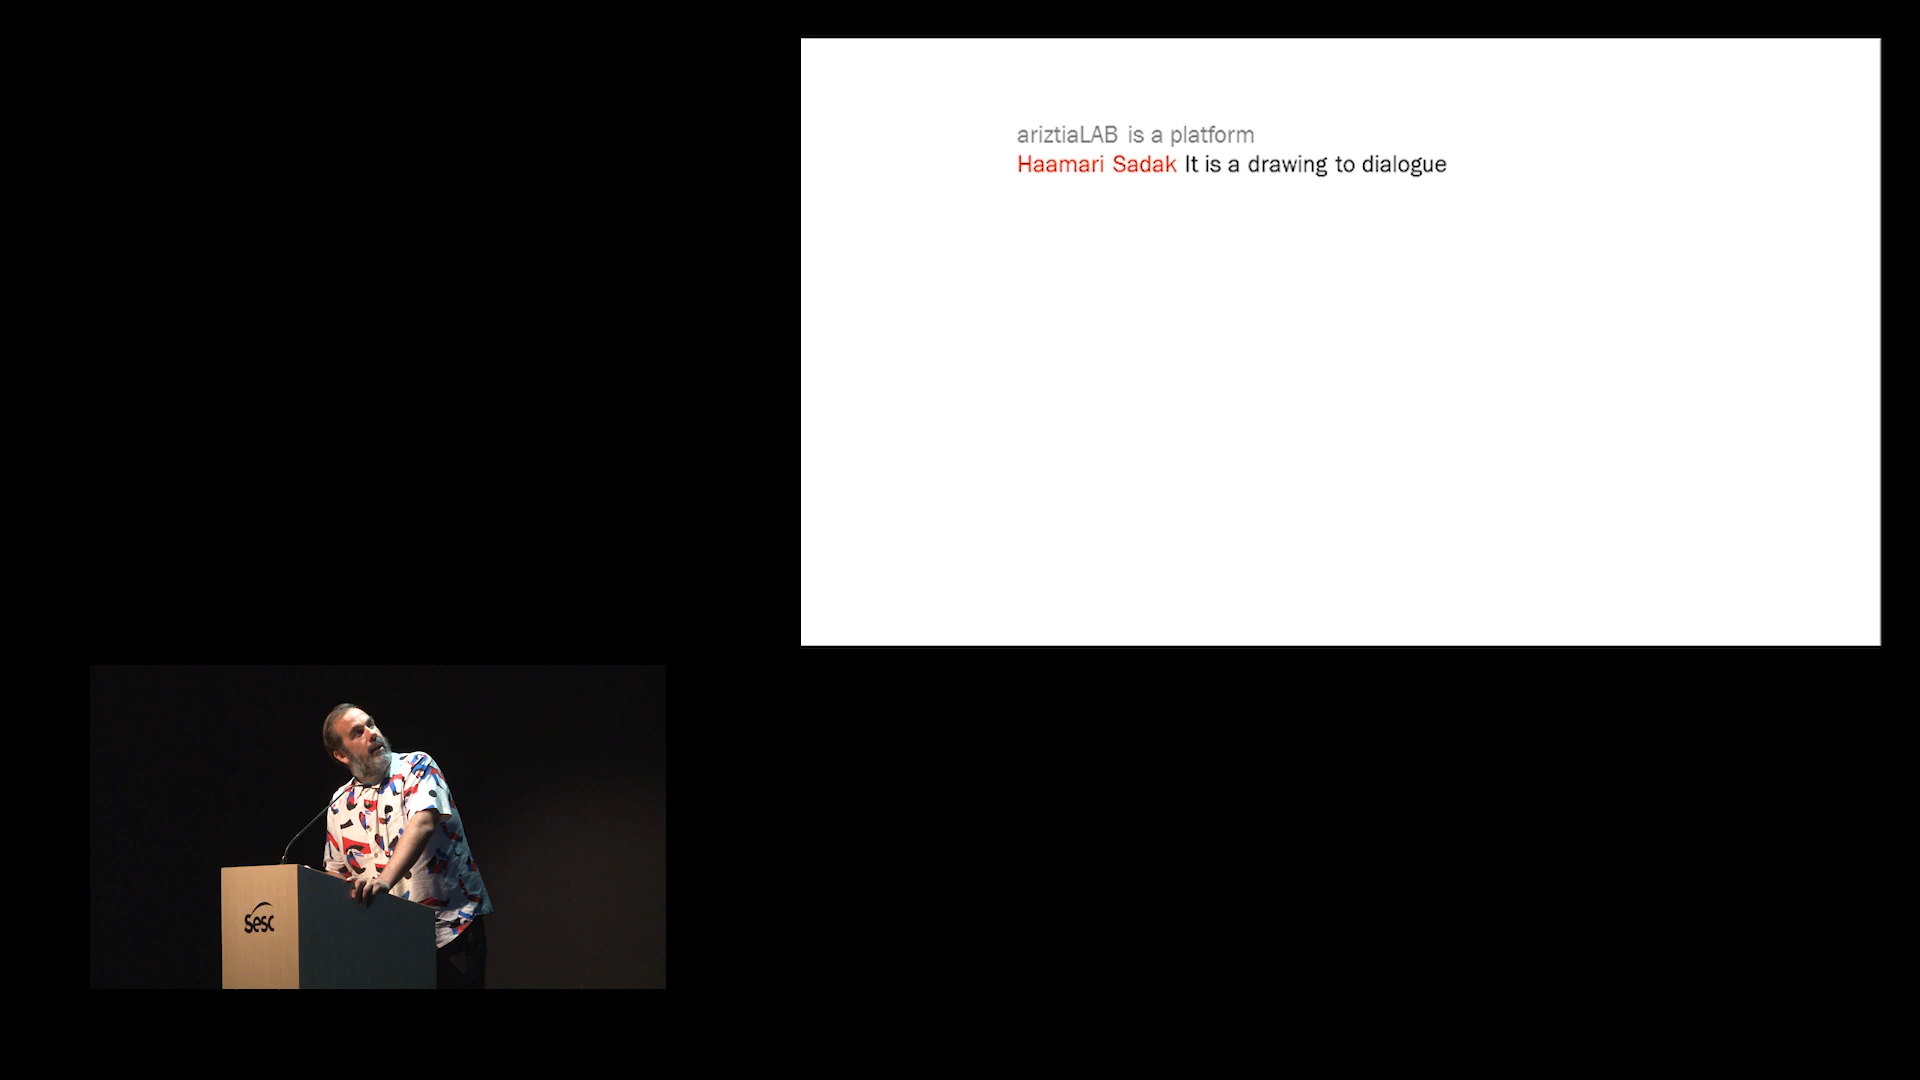 ariztiaLAB is a platform
Haamari Sadak It is a drawing to dialogue
Sesc